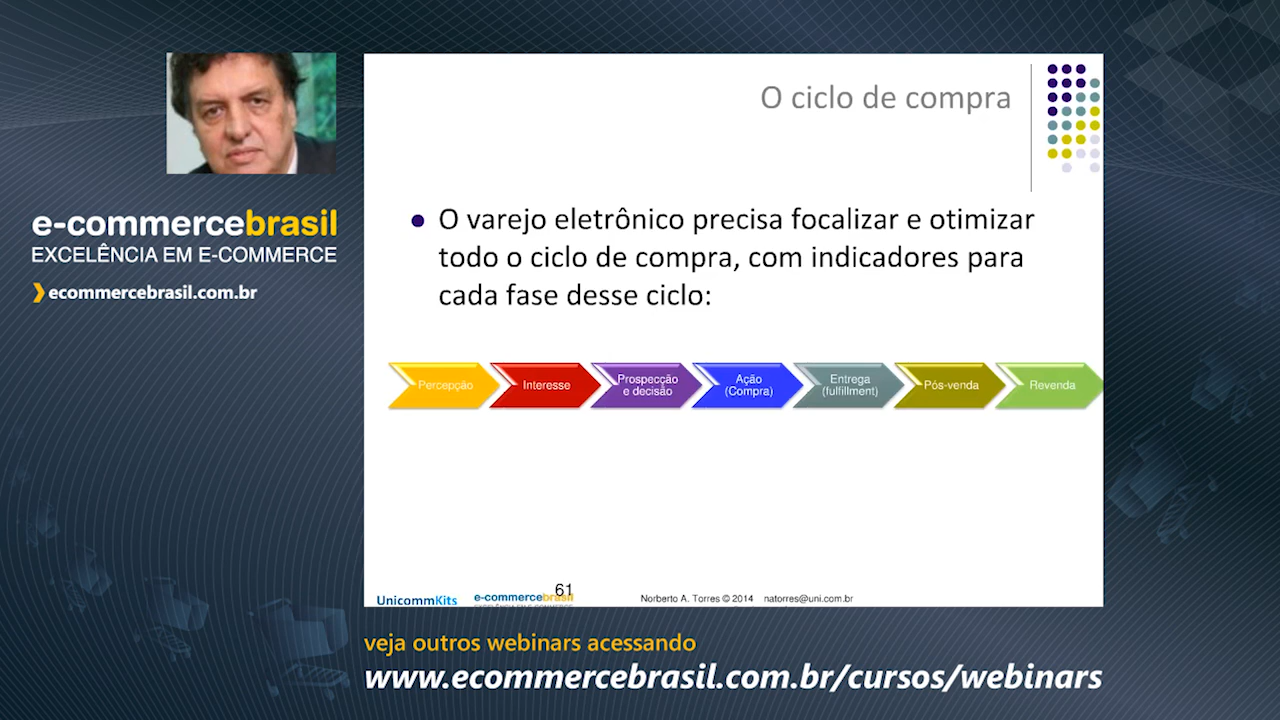 O ciclo de compra
e-commercebrasil
EXCELÊNCIA EM E-COMMERCE
ecommercebrasil.com.br
● O varejo eletrônico precisa focalizar e otimizar
todo o ciclo de compra, com indicadores para
cada fase desse ciclo:
Percepção
Interesse
Prospecção
e decisão
Ação
(Compra)
Entrega
(fulfillment)
Pós-venda
Revenda
UnicommKits
e-commercebrasil
EXCELÊNCIA EM E-COMMERCE
61
Norberto A. Torres © 2014 natorres@uni.com.br
veja outros webinars acessando
www.ecommercebrasil.com.br/cursos/webinars